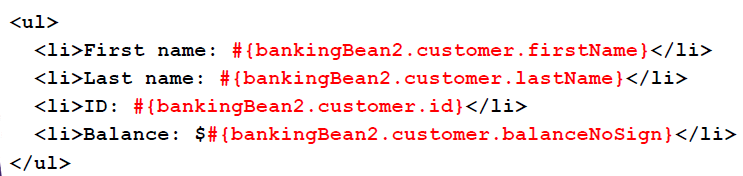 <ul>
<li>First name: #{bankingBean2.customer.firstName}</li>
<li>Last name: #{bankingBean2.customer.lastName}</li>
<li>ID: #{bankingBean2.customer.id}</li>
<li>Balance: $#{bankingBean2.customer.balanceNoSign}</li>
</ul>